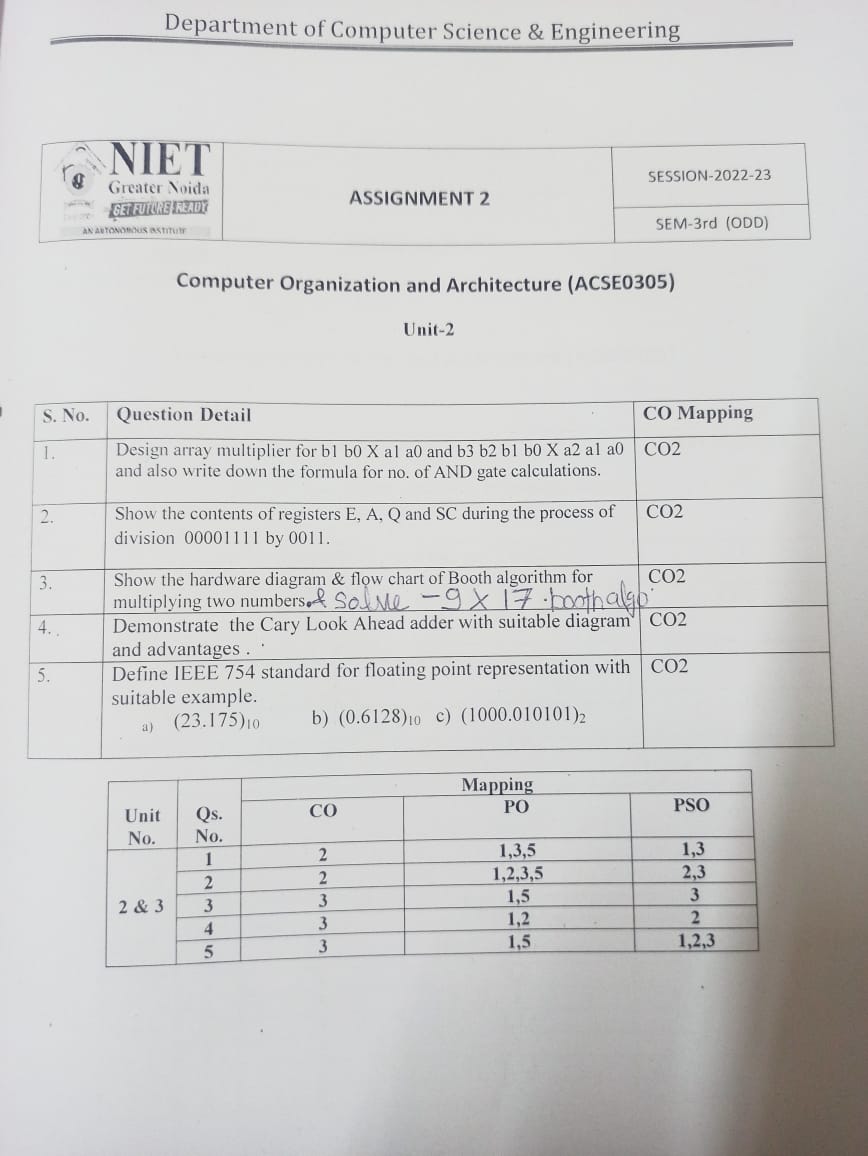 Department of Computer Science & Engineering
NIET
Greater Noida
GET FUTURE READY
AN AUTONOMOUS INSTITUTE
ASSIGNMENT 2
SESSION-2022-23
SEM-3rd (ODD)
Computer Organization and Architecture (ACSE0305)
Unit-2
S. No. Question Detail CO Mapping
1. Design array multiplier for b1 b0 X a1 a0 and b3 b2 b1 b0 X a2 a1 a0 CO2
and also write down the formula for no. of AND gate calculations.
2. Show the contents of registers E, A, Q and SC during the process of CO2
division 00001111 by 0011.
3. Show the hardware diagram & flow chart of Booth algorithm for CO2
multiplying two numbers. & Solve -9 X 17 booth algo
4. Demonstrate the Cary Look Ahead adder with suitable diagram CO2
and advantages .
5. Define IEEE 754 standard for floating point representation with CO2
suitable example.
a) (23.175)10 b) (0.6128)10 c) (1000.010101)2
Mapping
Unit No. Qs. No. CO PO PSO
1 2 1,3,5 1,3
2 2 1,2,3,5 2,3
2 & 3 3 3 1,5 3
4 3 1,2 2
5 3 1,5 1,2,3